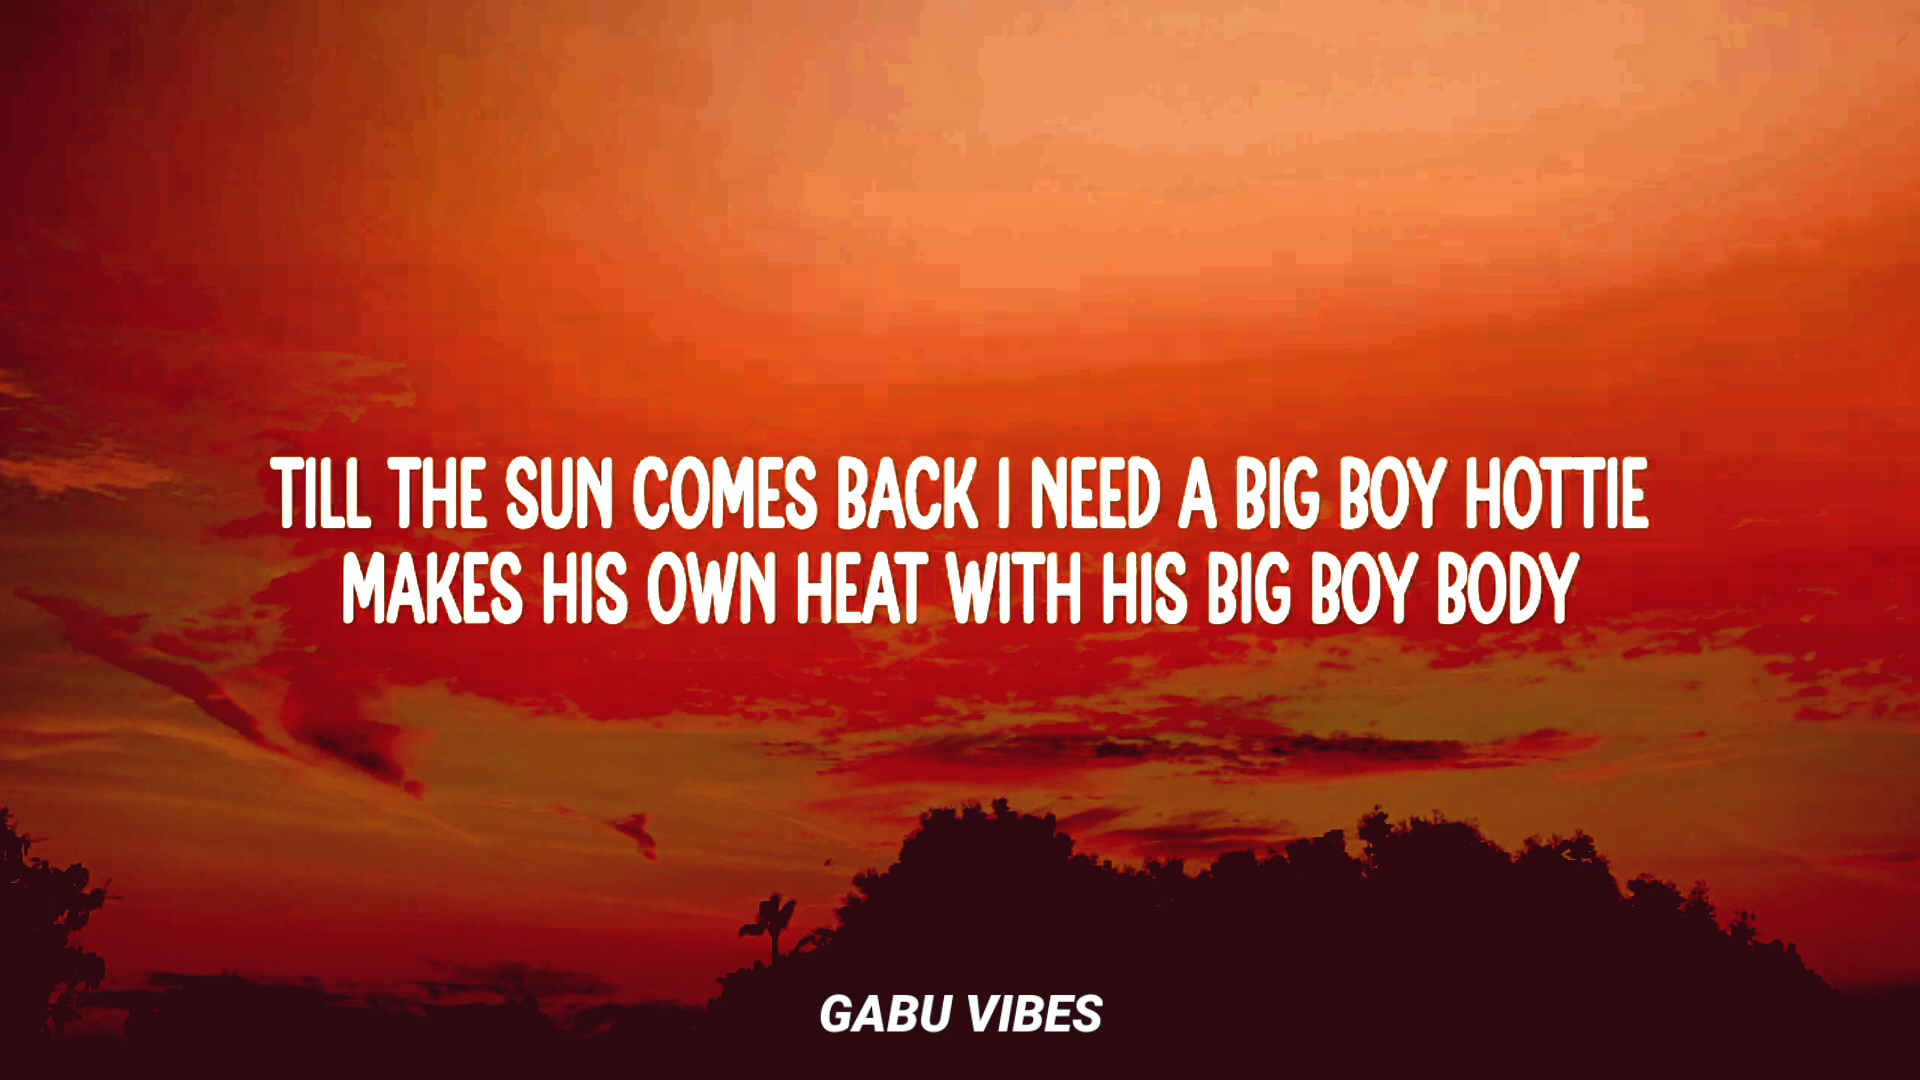 TILL THE SUN COMES BACK I NEED A BIG BOY HOTTIE
MAKES HIS OWN HEAT WITH HIS BIG BOY BODY
GABU VIBES